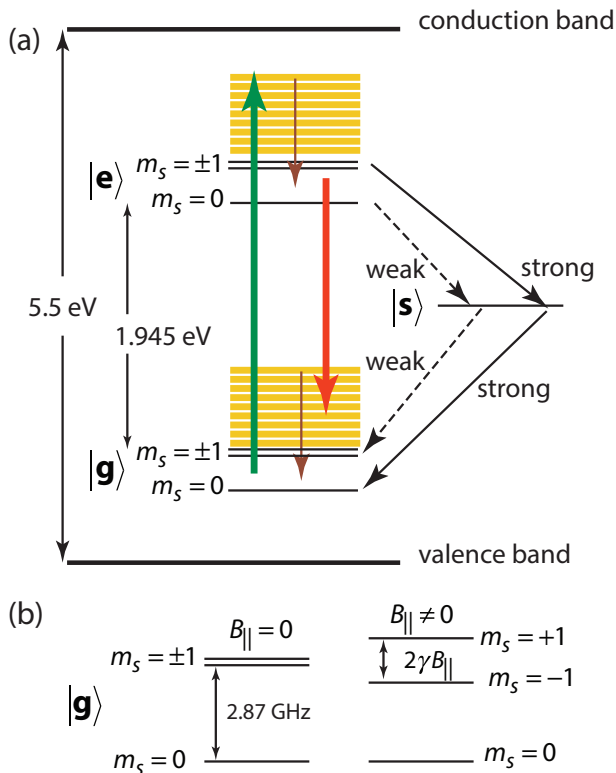 (a)
conduction band
m_s = ±1
|e⟩
m_s = 0
weak
strong
|s⟩
5.5 eV
1.945 eV
weak
strong
m_s = ±1
|g⟩
m_s = 0
valence band
(b)
B_|| = 0
B_|| ≠ 0
m_s = ±1
m_s = +1
2γB_||
m_s = −1
|g⟩
2.87 GHz
m_s = 0
m_s = 0